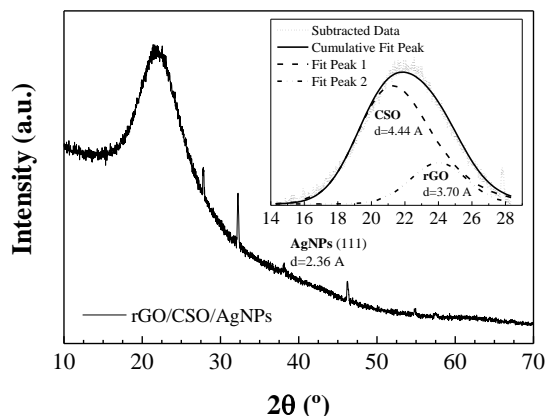 Intensity (a.u.)
Subtracted Data
Cumulative Fit Peak
Fit Peak 1
Fit Peak 2
CSO
d=4.44 A
rGO
d=3.70 A
14 16 18 20 22 24 26 28
AgNPs (111)
d=2.36 A
rGO/CSO/AgNPs
10 20 30 40 50 60 70
2θ (º)